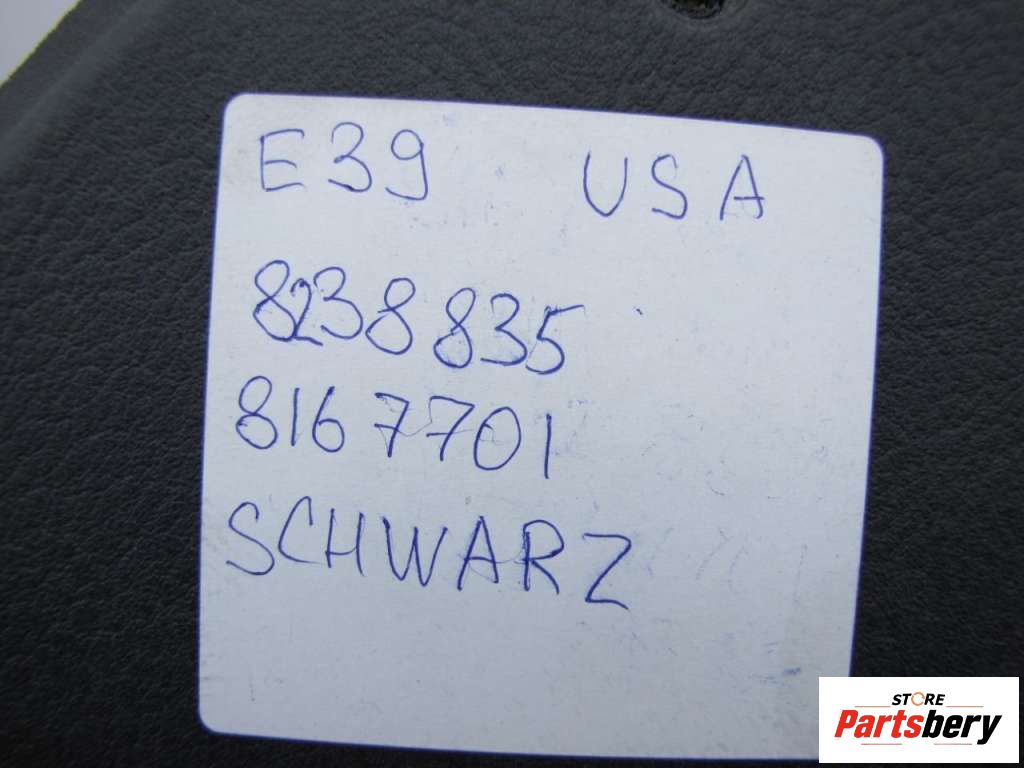 E39 USA
8238835
8167701
SCHWARZ
STORE
Partsbery